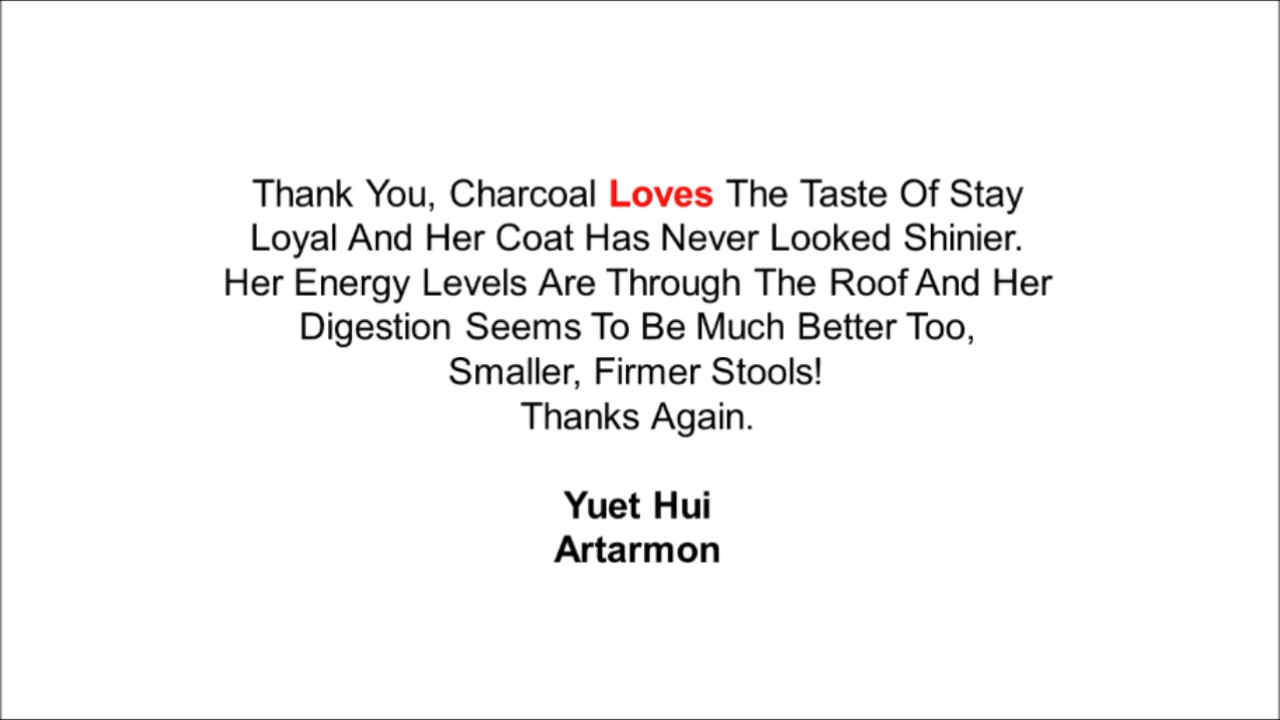 Thank You, Charcoal Loves The Taste Of Stay
Loyal And Her Coat Has Never Looked Shinier.
Her Energy Levels Are Through The Roof And Her
Digestion Seems To Be Much Better Too,
Smaller, Firmer Stools!
Thanks Again.
Yuet Hui
Artarmon